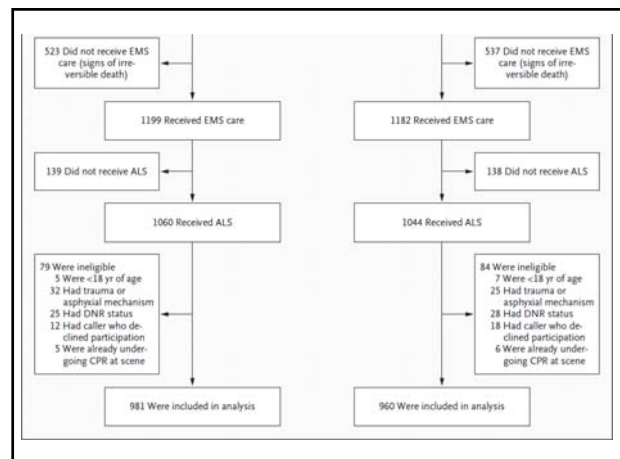 523 Did not receive EMS
care (signs of irre-
versible death)
537 Did not receive EMS
care (signs of irre-
versible death)
1199 Received EMS care
1182 Received EMS care
139 Did not receive ALS
138 Did not receive ALS
1060 Received ALS
1044 Received ALS
79 Were ineligible
5 Were <18 yr of age
32 Had trauma or
asphyxial mechanism
25 Had DNR status
12 Had caller who de-
clined participation
5 Were already under-
going CPR at scene
84 Were ineligible
7 Were <18 yr of age
25 Had trauma or
asphyxial mechanism
28 Had DNR status
18 Had caller who de-
clined participation
6 Were already under-
going CPR at scene
981 Were included in analysis
960 Were included in analysis